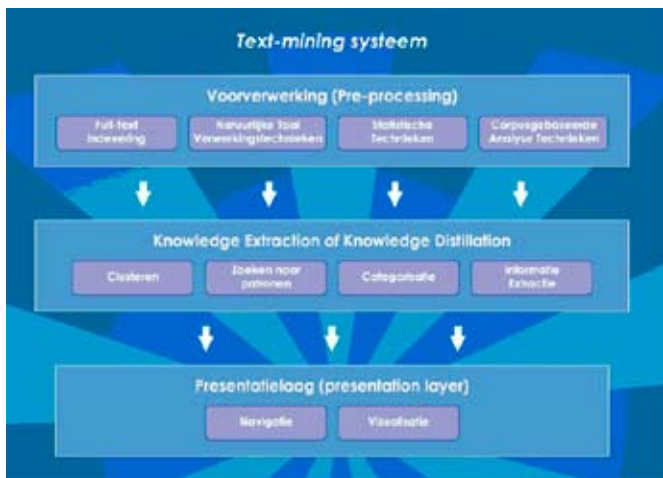 Text-mining systeem
Voorverwerking (Pre-processing)
Full-text
Indexering
Natuurlijke Taal
Verwerkingstechnieken
Statistische
Technieken
Corpusgebaseerde
Analyse Technieken
Knowledge Extraction of Knowledge Distillation
Clusteren
Zoeken naar
patronen
Categorisatie
Informatie
Extractie
Presentatielaag (presentation layer)
Navigatie
Visualisatie